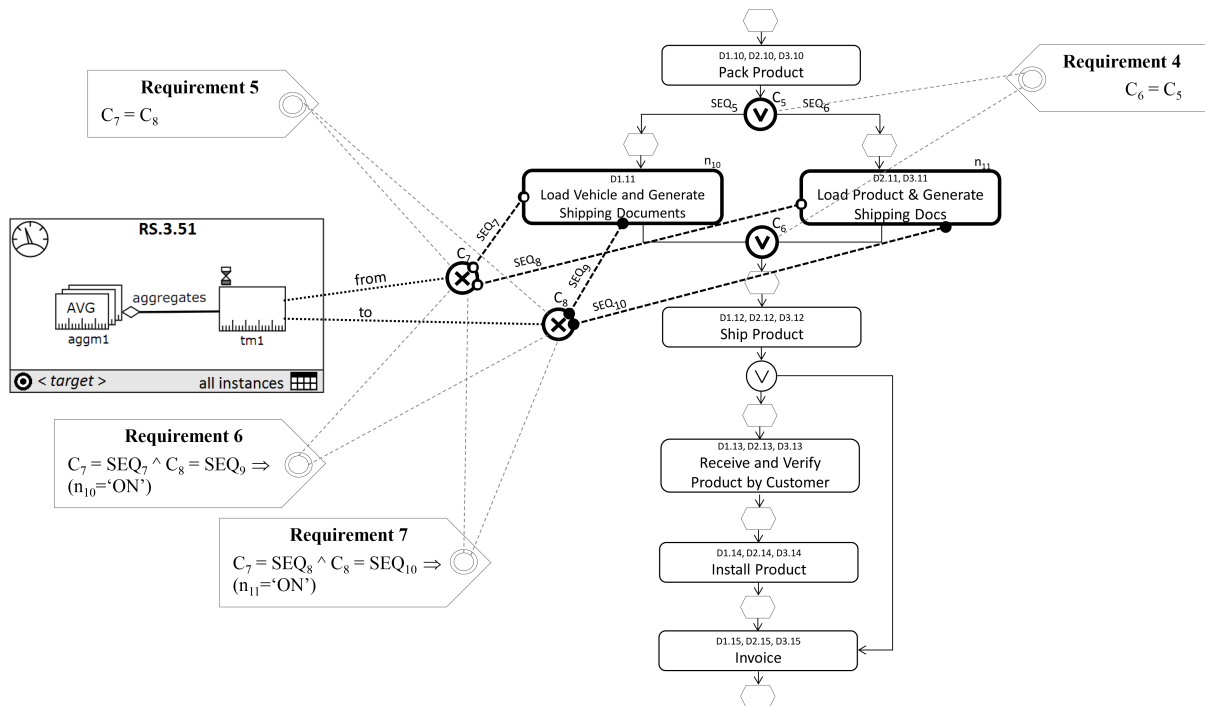 D1.10, D2.10, D3.10
Pack Product
Requirement 4
C6 = C5
Requirement 5
C7 = C8
SEQ5
C5
SEQ6
n10
n11
D1.11
Load Vehicle and Generate
Shipping Documents
D2.11, D3.11
Load Product & Generate
Shipping Docs
C6
RS.3.51
SEQ7
C7
SEQ8
SEQ9
from
aggregates
AVG
C8
SEQ10
to
aggm1
tm1
D1.12, D2.12, D3.12
Ship Product
< target >
all instances
Requirement 6
C7 = SEQ7 ^ C8 = SEQ9 ⇒
(n10=‘ON’)
D1.13, D2.13, D3.13
Receive and Verify
Product by Customer
Requirement 7
C7 = SEQ8 ^ C8 = SEQ10 ⇒
(n11=‘ON’)
D1.14, D2.14, D3.14
Install Product
D1.15, D2.15, D3.15
Invoice